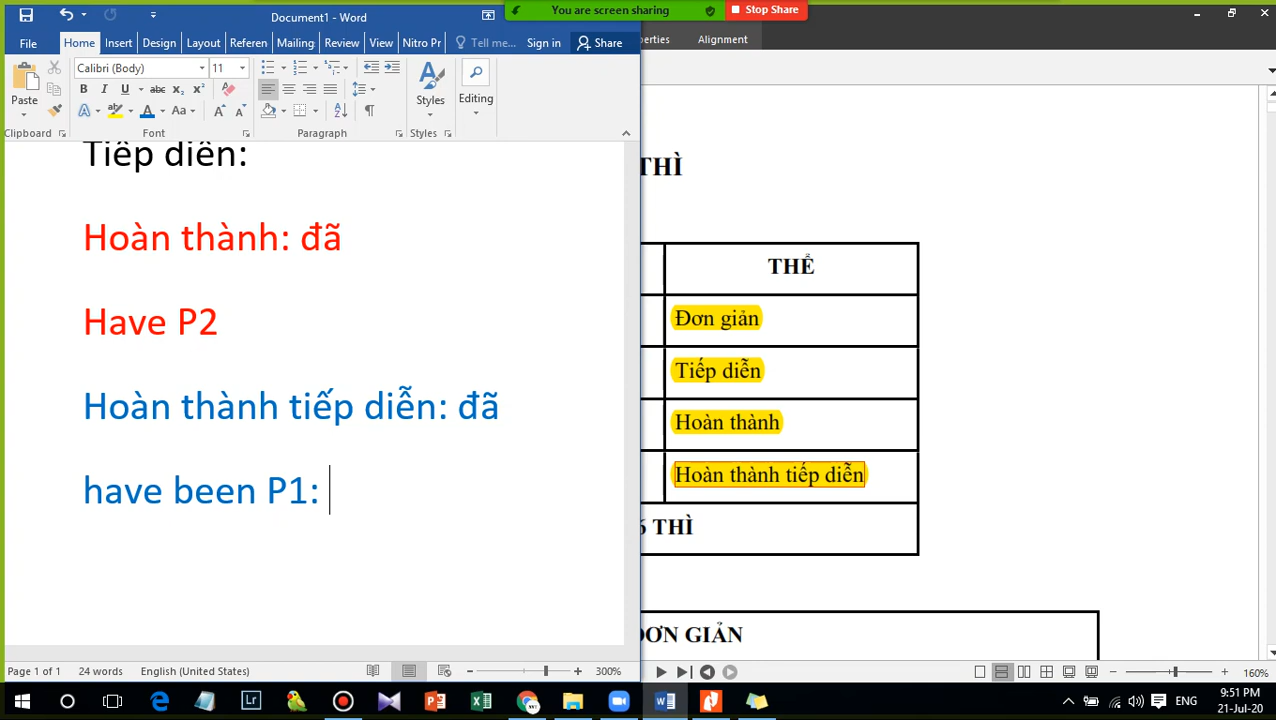 You are screen sharing
Stop Share
Document1 - Word
File Home Insert Design Layout Referen Mailing Review View Nitro Pr Tell me... Sign in Share
Alignment
Calibri (Body) 11
Paste
Styles
Editing
Clipboard Font Paragraph Styles
Tiếp diễn:
Hoàn thành: đã
Have P2
Hoàn thành tiếp diễn: đã
have been P1:
THÌ
THỂ
Đơn giản
Tiếp diễn
Hoàn thành
Hoàn thành tiếp diễn
6 THÌ
ĐƠN GIẢN
Page 1 of 1 24 words English (United States) 300%
160%
ENG
9:51 PM
21-Jul-20